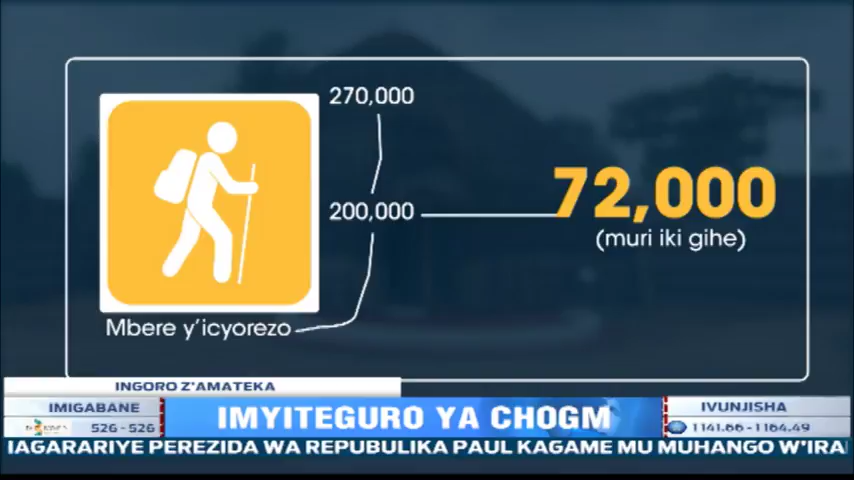 270,000
200,000
72,000
(muri iki gihe)
Mbere y'icyorezo
INGORO Z'AMATEKA
IMIGABANE
526 - 526
IMYITEGURO YA CHOGM
IVUNJISHA
1141.66 - 1164.49
IAGARARIYE PEREZIDA WA REPUBULIKA PAUL KAGAME MU MUHANGO W'IRA